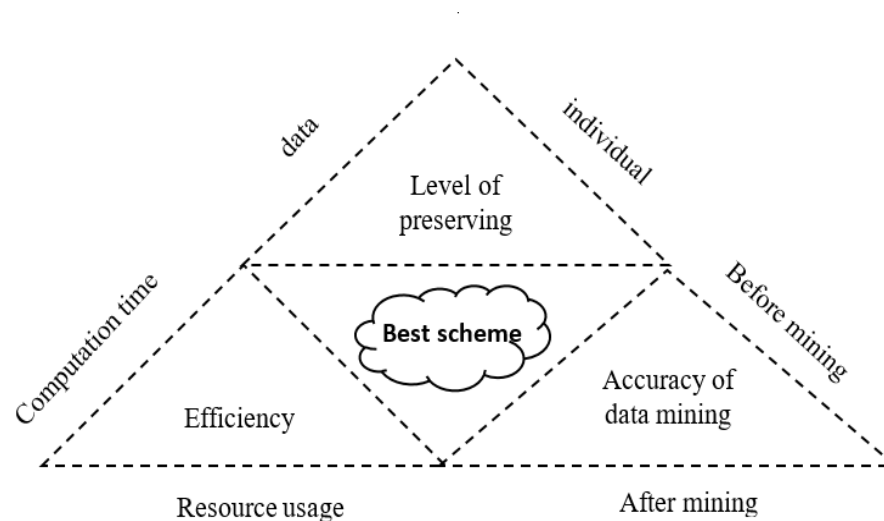 data
individual
Level of
preserving
Computation time
Before mining
Best scheme
Efficiency
Accuracy of
data mining
Resource usage
After mining